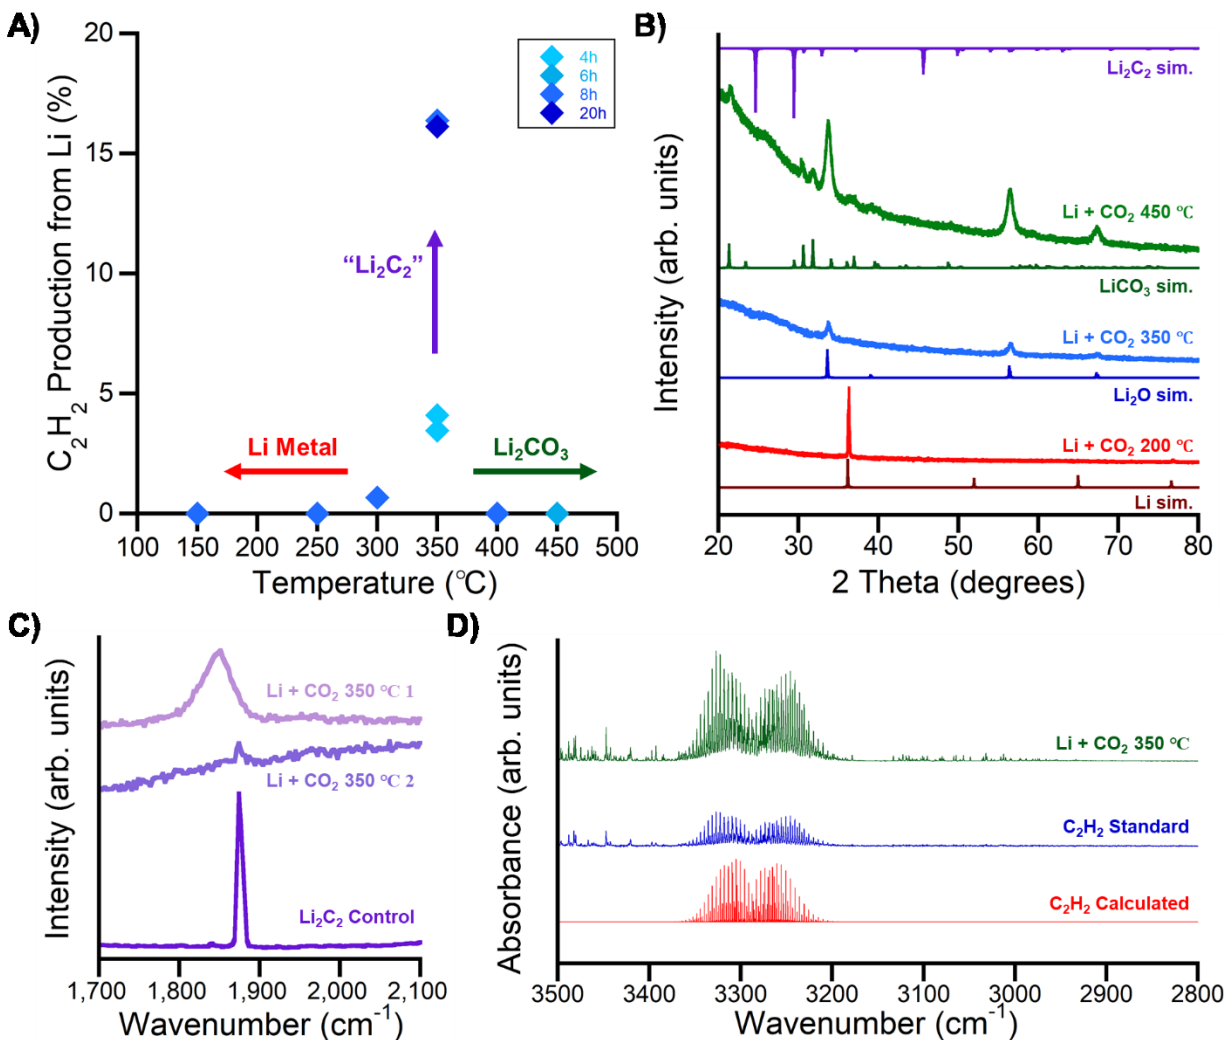 A)
C2H2 Production from Li (%)
20
15
10
5
0
4h
6h
8h
20h
“Li2C2”
Li Metal
Li2CO3
100 150 200 250 300 350 400 450 500
Temperature (°C)
B)
Intensity (arb. units)
Li2C2 sim.
Li + CO2 450 °C
LiCO3 sim.
Li + CO2 350 °C
Li2O sim.
Li + CO2 200 °C
Li sim.
20 30 40 50 60 70 80
2 Theta (degrees)
C)
Intensity (arb. units)
Li + CO2 350 °C 1
Li + CO2 350 °C 2
Li2C2 Control
1,700 1,800 1,900 2,000 2,100
Wavenumber (cm-1)
D)
Absorbance (arb. units)
Li + CO2 350 °C
C2H2 Standard
C2H2 Calculated
3500 3400 3300 3200 3100 3000 2900 2800
Wavenumber (cm-1)